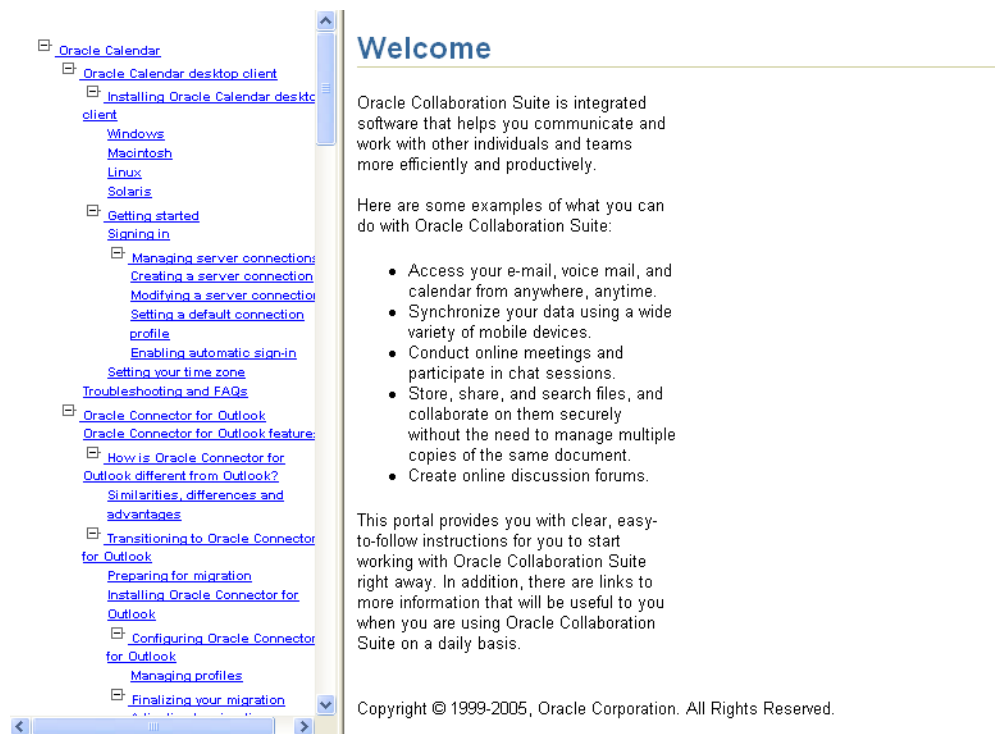 Oracle Calendar
Oracle Calendar desktop client
Installing Oracle Calendar deskto
client
Windows
Macintosh
Linux
Solaris
Getting started
Signing in
Managing server connections
Creating a server connection
Modifying a server connection
Setting a default connection
profile
Enabling automatic sign-in
Setting your time zone
Troubleshooting and FAQs
Oracle Connector for Outlook
Oracle Connector for Outlook features
How is Oracle Connector for
Outlook different from Outlook?
Similarities, differences and
advantages
Transitioning to Oracle Connector
for Outlook
Preparing for migration
Installing Oracle Connector for
Outlook
Configuring Oracle Connector
for Outlook
Managing profiles
Finalizing your migration
Welcome
Oracle Collaboration Suite is integrated
software that helps you communicate and
work with other individuals and teams
more efficiently and productively.
Here are some examples of what you can
do with Oracle Collaboration Suite:
Access your e-mail, voice mail, and
calendar from anywhere, anytime.
Synchronize your data using a wide
variety of mobile devices.
Conduct online meetings and
participate in chat sessions.
Store, share, and search files, and
collaborate on them securely
without the need to manage multiple
copies of the same document.
Create online discussion forums.
This portal provides you with clear, easy-
to-follow instructions for you to start
working with Oracle Collaboration Suite
right away. In addition, there are links to
more information that will be useful to you
when you are using Oracle Collaboration
Suite on a daily basis.
Copyright © 1999-2005, Oracle Corporation. All Rights Reserved.